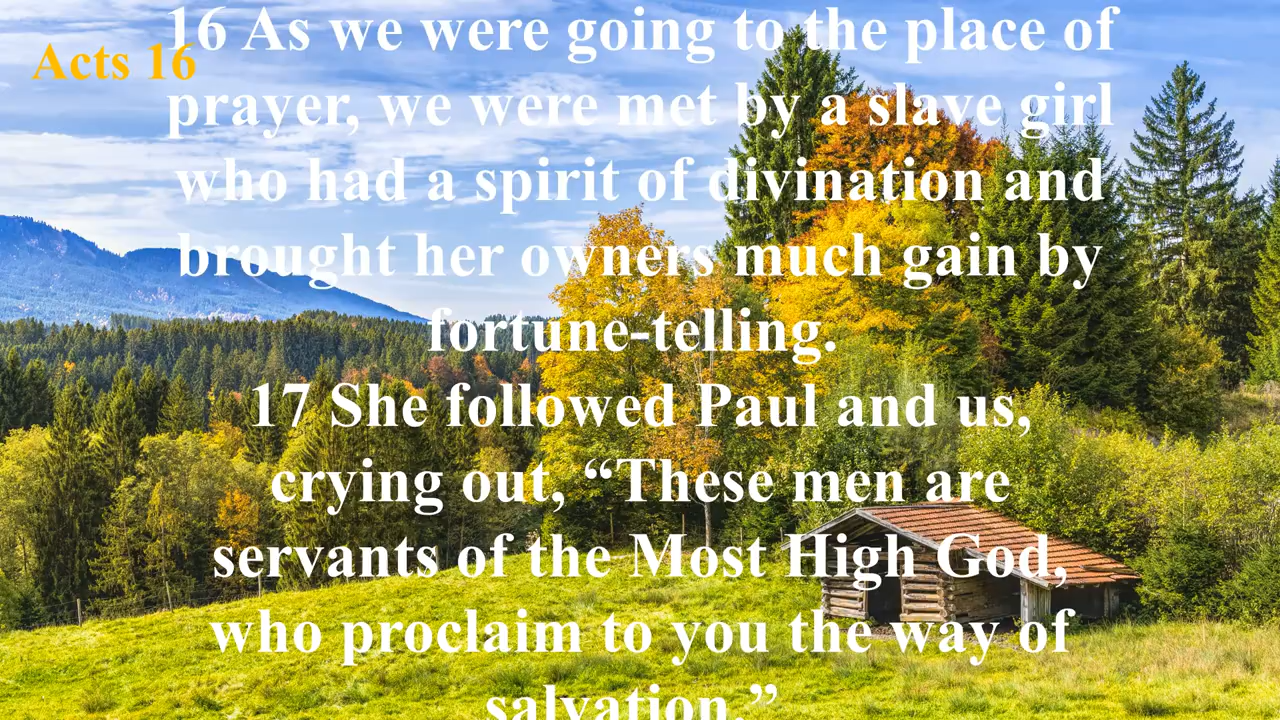 Acts 16
16 As we were going to the place of
prayer, we were met by a slave girl
who had a spirit of divination and
brought her owners much gain by
fortune-telling.
17 She followed Paul and us,
crying out, “These men are
servants of the Most High God,
who proclaim to you the way of
salvation.”